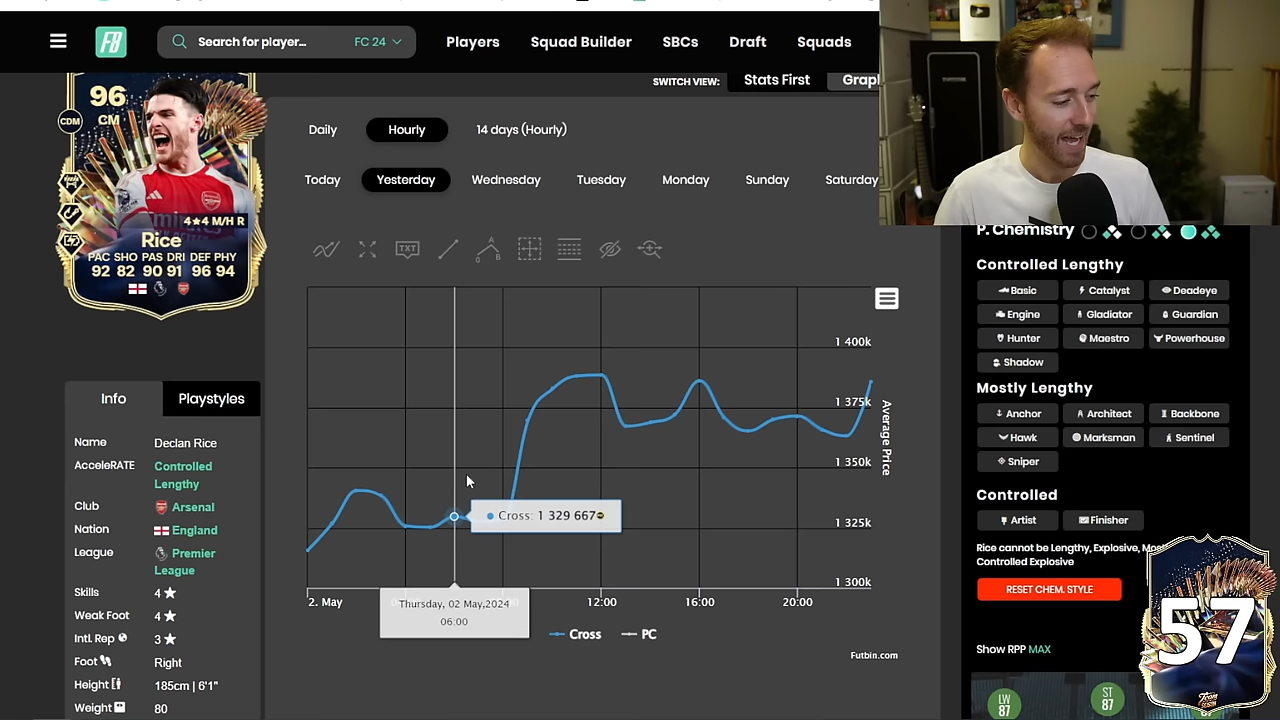 FB
Search for player...
FC 24
Players
Squad Builder
SBCs
Draft
Squads
SWITCH VIEW:
Stats First
96
CM
CDM
4★4 M/H R
Rice
PAC SHO PAS DRI DEF PHY
92 82 90 91 96 94
Daily
Hourly
14 days (Hourly)
Today
Yesterday
Wednesday
Tuesday
Monday
Sunday
Saturday
TXT
1 400k
1 375k
1 350k
1 325k
1 300k
Average Price
Cross: 1 329 667
2. May
12:00
16:00
20:00
Thursday, 02 May,2024
06:00
Cross
PC
Futbin.com
Info
Playstyles
Name
Declan Rice
AcceleRATE
Controlled
Lengthy
Club
Arsenal
Nation
England
League
Premier
League
Skills
4 ★
Weak Foot
4 ★
Intl. Rep
3 ★
Foot
Right
Height
185cm | 6'1"
Weight
80
P. Chemistry
Controlled Lengthy
Basic
Catalyst
Deadeye
Engine
Gladiator
Guardian
Hunter
Maestro
Powerhouse
Shadow
Mostly Lengthy
Anchor
Architect
Backbone
Hawk
Marksman
Sentinel
Sniper
Controlled
Artist
Finisher
Rice cannot be Lengthy, Explosive,
Controlled Explosive
RESET CHEM. STYLE
Show RPP MAX
LW
87
ST
87
57